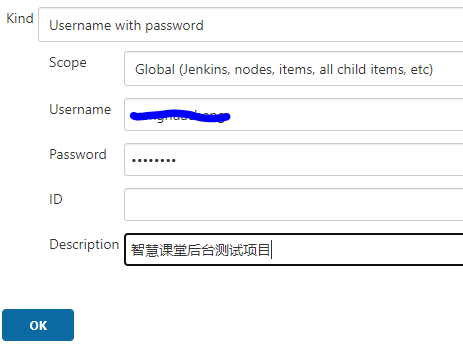 Kind Username with password
Scope Global (Jenkins, nodes, items, all child items, etc)
Username
Password ••••••••
ID
Description 智慧课堂后台测试项目
OK